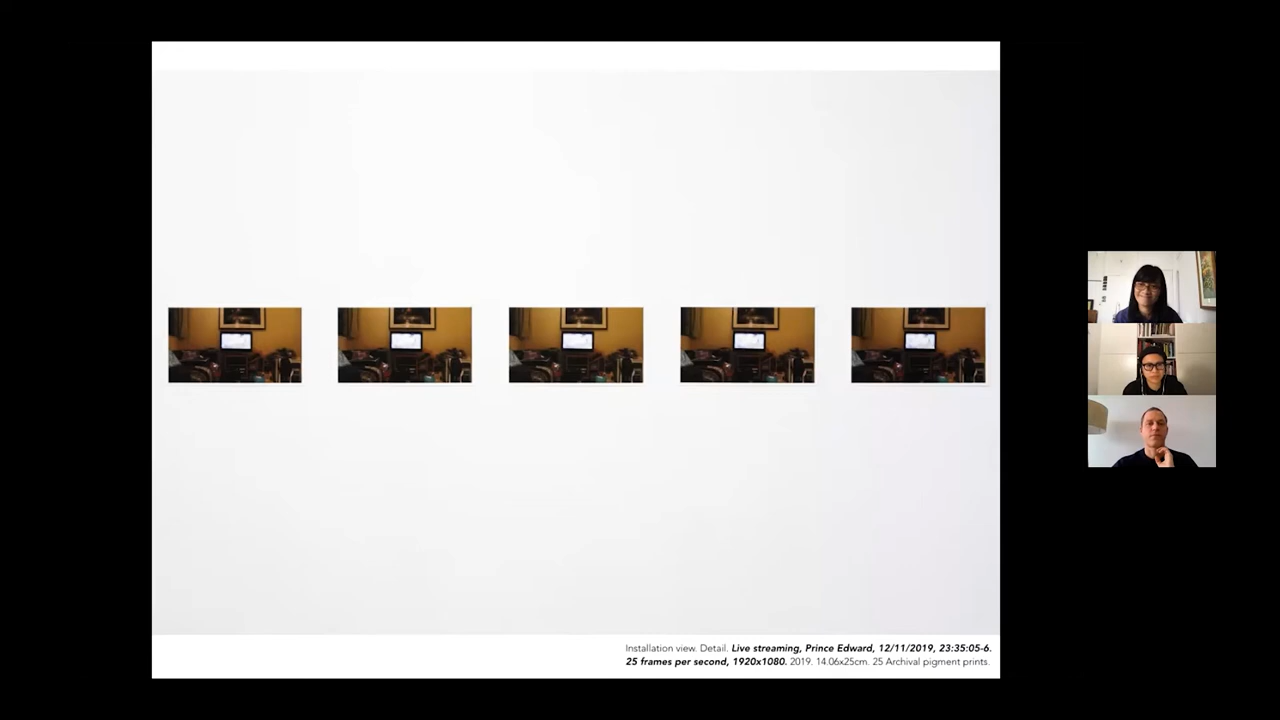 Installation view. Detail. Live streaming, Prince Edward, 12/11/2019, 23:35:05-6.
25 frames per second, 1920x1080. 2019. 14.06x25cm. 25 Archival pigment prints.